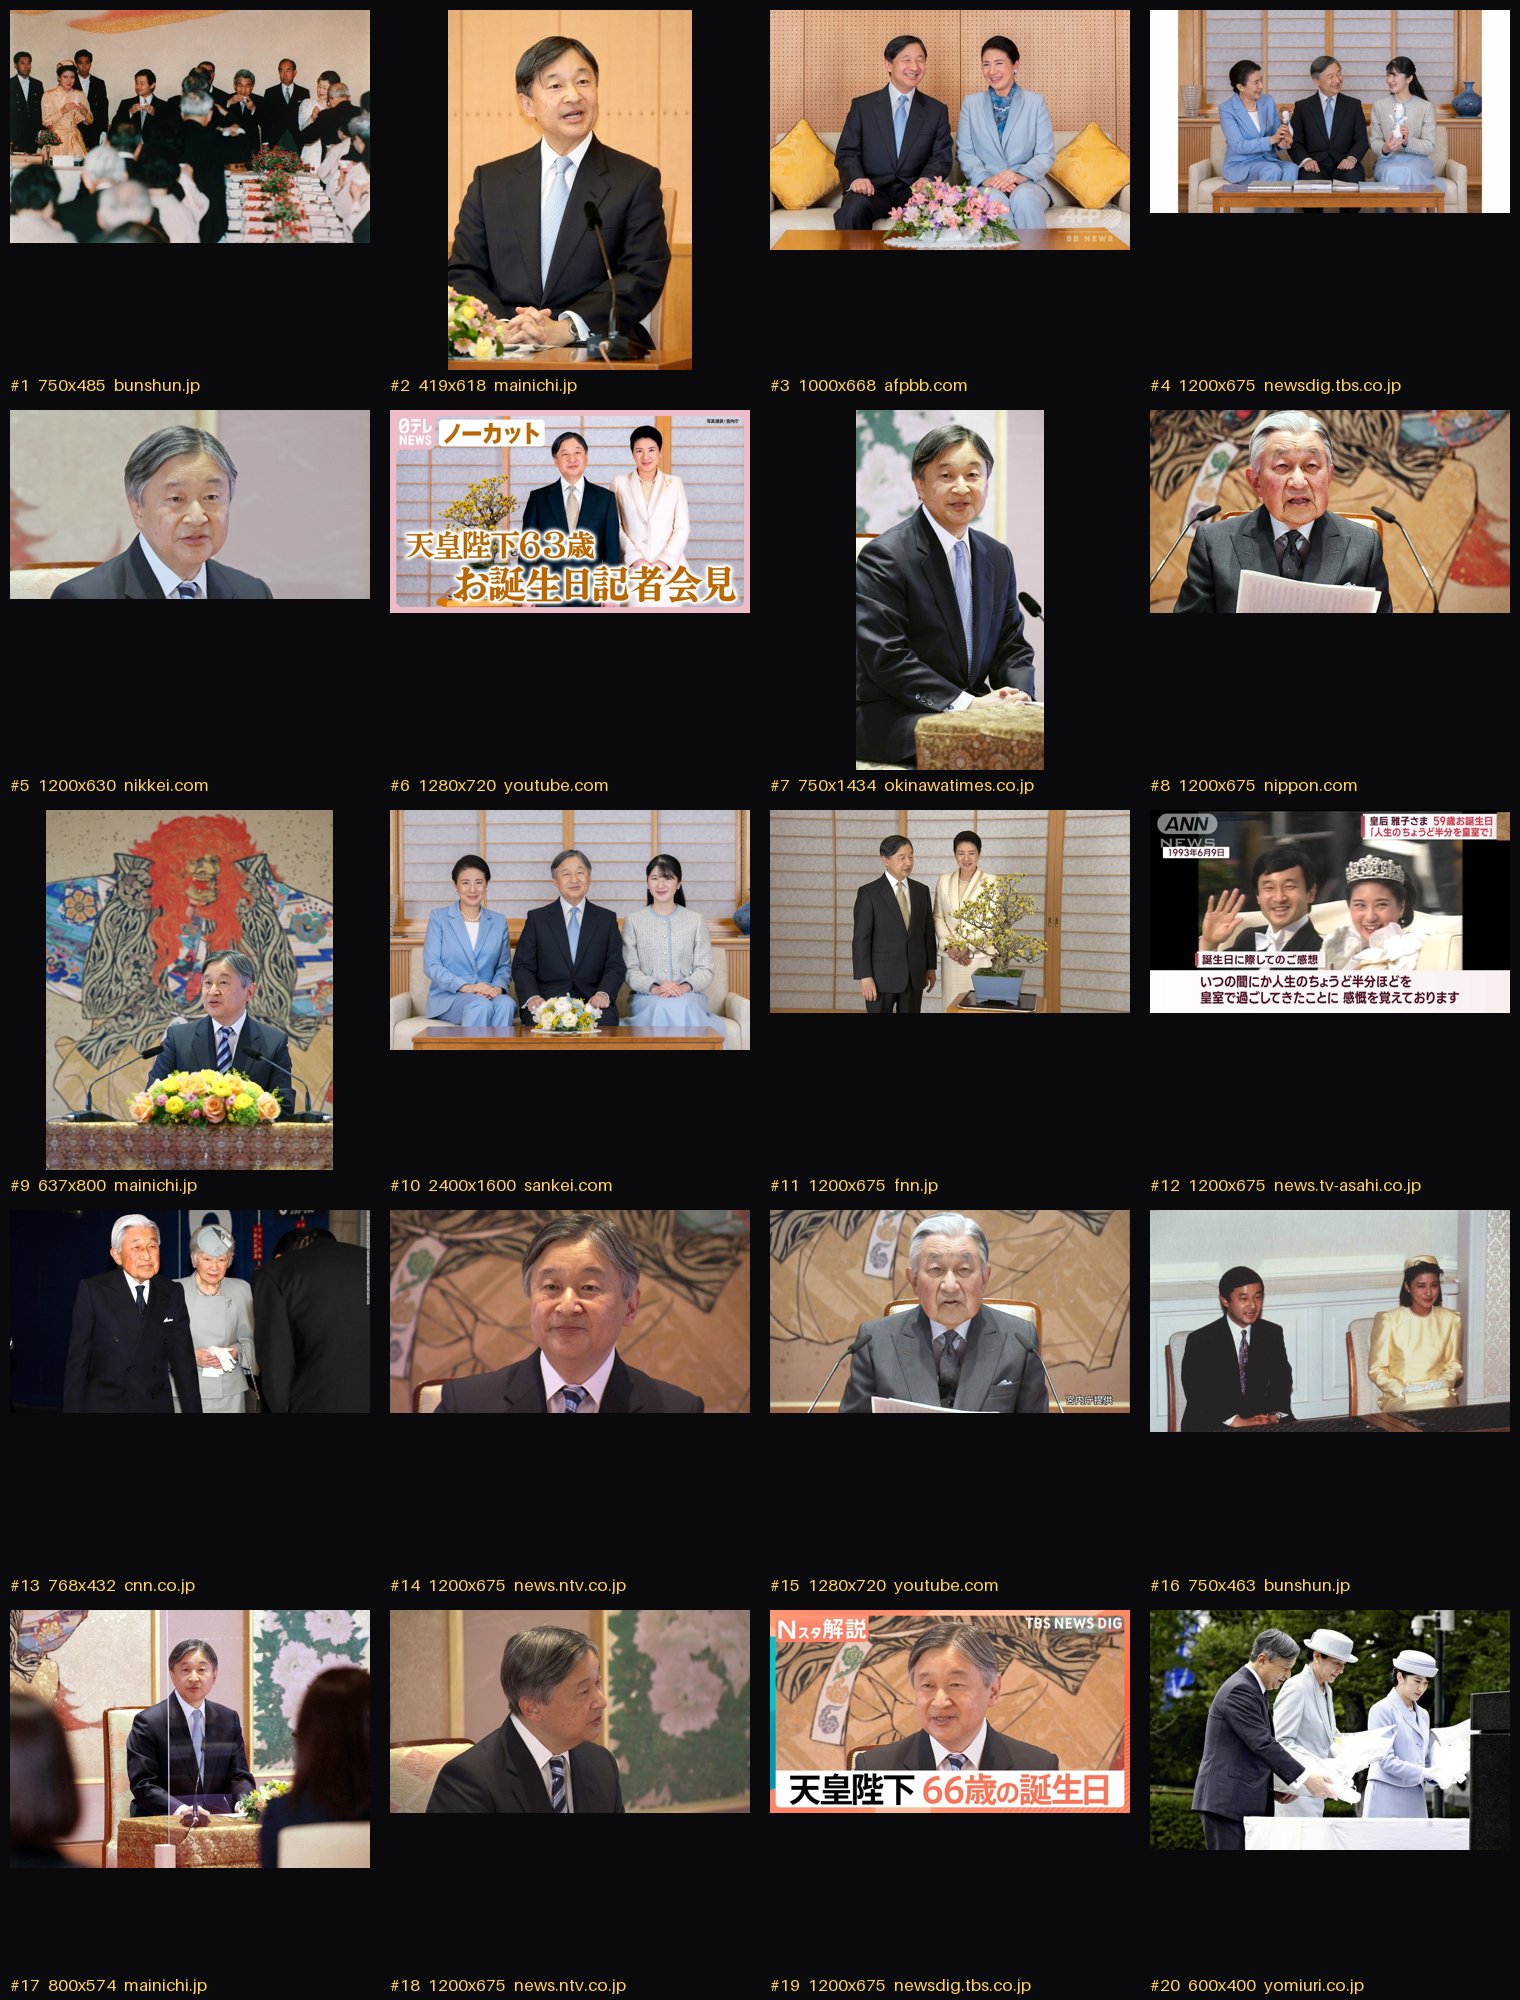 AFP
BB NEWS
#1 750x485 bunshun.jp
#2 419x618 mainichi.jp
#3 1000x668 afpbb.com
#4 1200x675 newsdig.tbs.co.jp
日テレ
NEWS
ノーカット
写真提供/宮内庁
天皇陛下63歳
お誕生日記者会見
#5 1200x630 nikkei.com
#6 1280x720 youtube.com
#7 750x1434 okinawatimes.co.jp
#8 1200x675 nippon.com
ANN
NEWS
1993年6月9日
皇后 雅子さま 59歳お誕生日
「人生のちょうど半分を皇室で」
誕生日に際してのご感想
いつの間にか人生のちょうど半分ほどを
皇室で過ごしてきたことに 感慨を覚えております
#9 637x800 mainichi.jp
#10 2400x1600 sankei.com
#11 1200x675 fnn.jp
#12 1200x675 news.tv-asahi.co.jp
宮内庁提供
#13 768x432 cnn.co.jp
#14 1200x675 news.ntv.co.jp
#15 1280x720 youtube.com
#16 750x463 bunshun.jp
Nスタ解説
TBS NEWS DIG
天皇陛下 66歳の誕生日
#17 800x574 mainichi.jp
#18 1200x675 news.ntv.co.jp
#19 1200x675 newsdig.tbs.co.jp
#20 600x400 yomiuri.co.jp